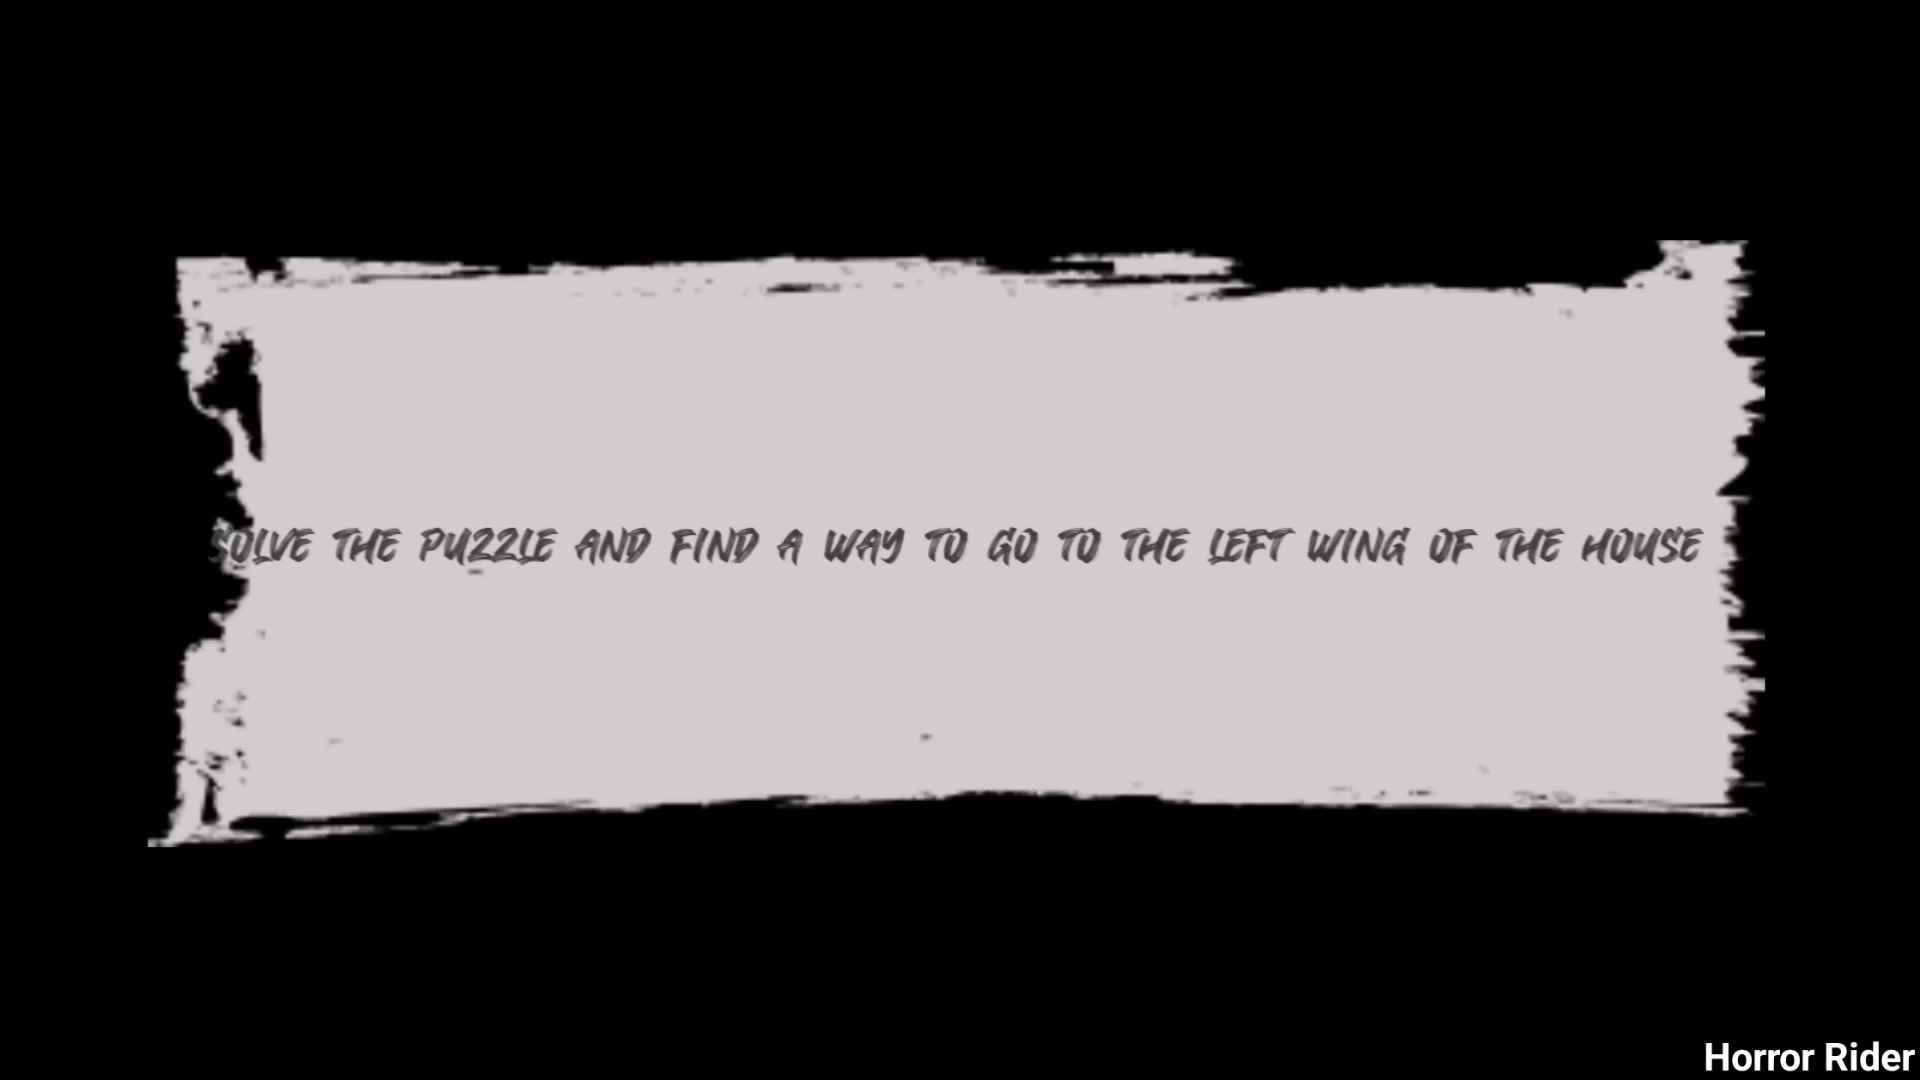 SOLVE THE PUZZLE AND FIND A WAY TO GO TO THE LEFT WING OF THE HOUSE
Horror Rider